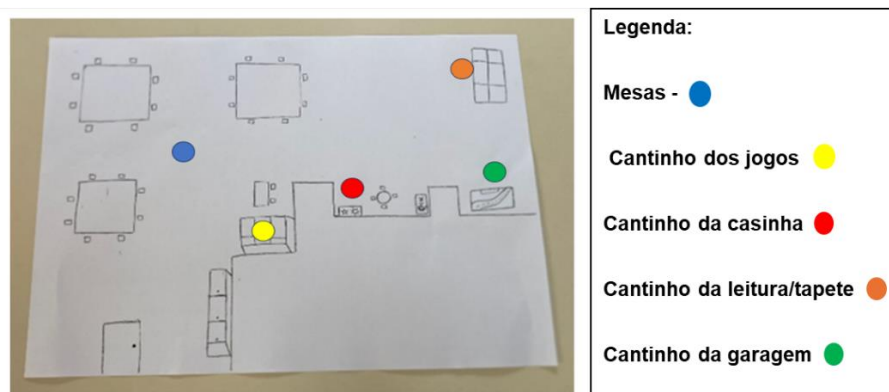 Legenda:
Mesas -
Cantinho dos jogos
Cantinho da casinha
Cantinho da leitura/tapete
Cantinho da garagem